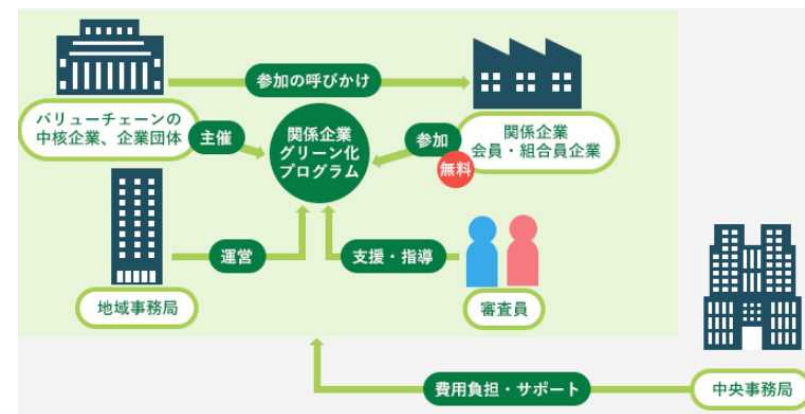 参加の呼びかけ
バリューチェーンの
中核企業、企業団体
主催
関係企業
グリーン化
プログラム
参加
無料
関係企業
会員・組合員企業
運営
支援・指導
地域事務局
審査員
費用負担・サポート
中央事務局